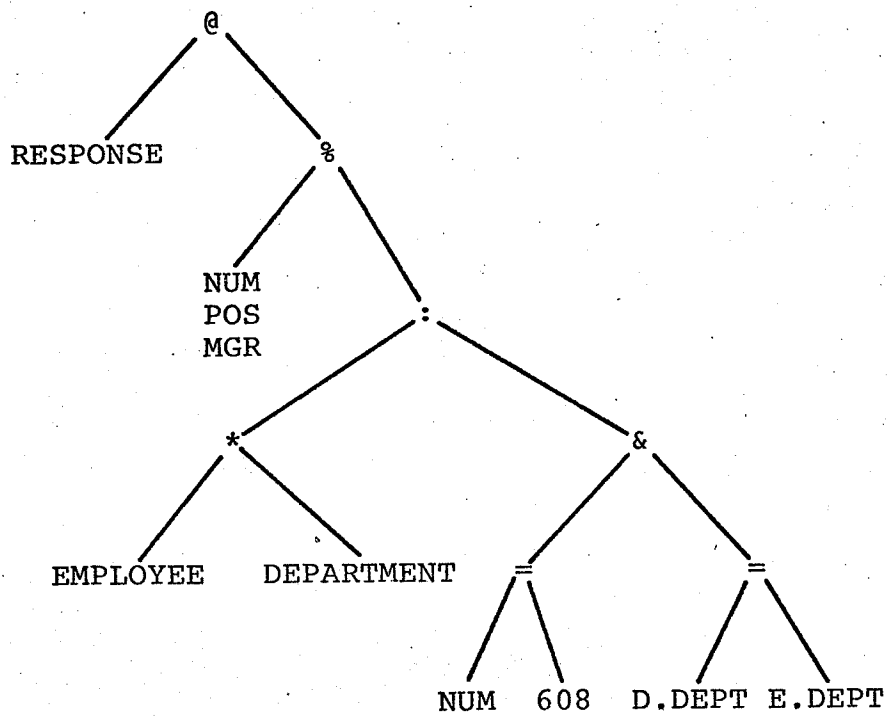 @
RESPONSE
%
NUM
POS
MGR
:
*
&
EMPLOYEE DEPARTMENT = =
NUM 608 D.DEPT E.DEPT